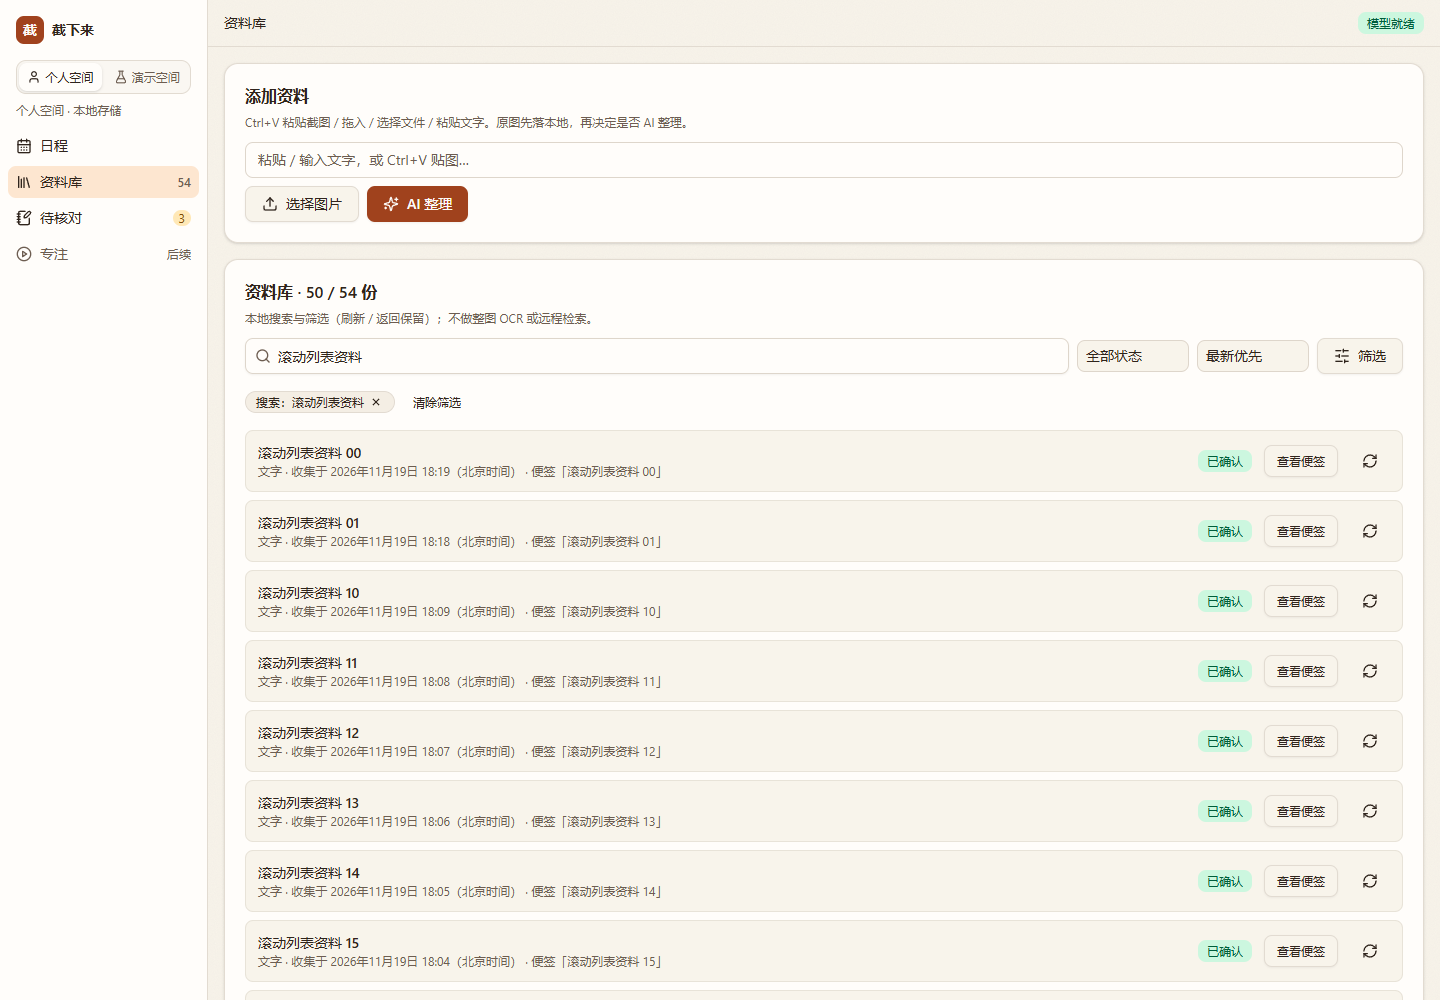 截 截下来
个人空间 演示空间
个人空间 · 本地存储
日程
资料库 54
待核对 3
专注 后续
资料库 模型就绪
添加资料
Ctrl+V 粘贴截图 / 拖入 / 选择文件 / 粘贴文字。原图先落本地，再决定是否 AI 整理。
粘贴 / 输入文字，或 Ctrl+V 贴图...
选择图片 AI 整理
资料库 · 50 / 54 份
本地搜索与筛选（刷新 / 返回保留）；不做整图 OCR 或远程检索。
滚动列表资料 全部状态 最新优先 筛选
搜索：滚动列表资料 × 清除筛选
滚动列表资料 00
文字 · 收集于 2026年11月19日 18:19（北京时间） · 便签「滚动列表资料 00」 已确认 查看便签
滚动列表资料 01
文字 · 收集于 2026年11月19日 18:18（北京时间） · 便签「滚动列表资料 01」 已确认 查看便签
滚动列表资料 10
文字 · 收集于 2026年11月19日 18:09（北京时间） · 便签「滚动列表资料 10」 已确认 查看便签
滚动列表资料 11
文字 · 收集于 2026年11月19日 18:08（北京时间） · 便签「滚动列表资料 11」 已确认 查看便签
滚动列表资料 12
文字 · 收集于 2026年11月19日 18:07（北京时间） · 便签「滚动列表资料 12」 已确认 查看便签
滚动列表资料 13
文字 · 收集于 2026年11月19日 18:06（北京时间） · 便签「滚动列表资料 13」 已确认 查看便签
滚动列表资料 14
文字 · 收集于 2026年11月19日 18:05（北京时间） · 便签「滚动列表资料 14」 已确认 查看便签
滚动列表资料 15
文字 · 收集于 2026年11月19日 18:04（北京时间） · 便签「滚动列表资料 15」 已确认 查看便签